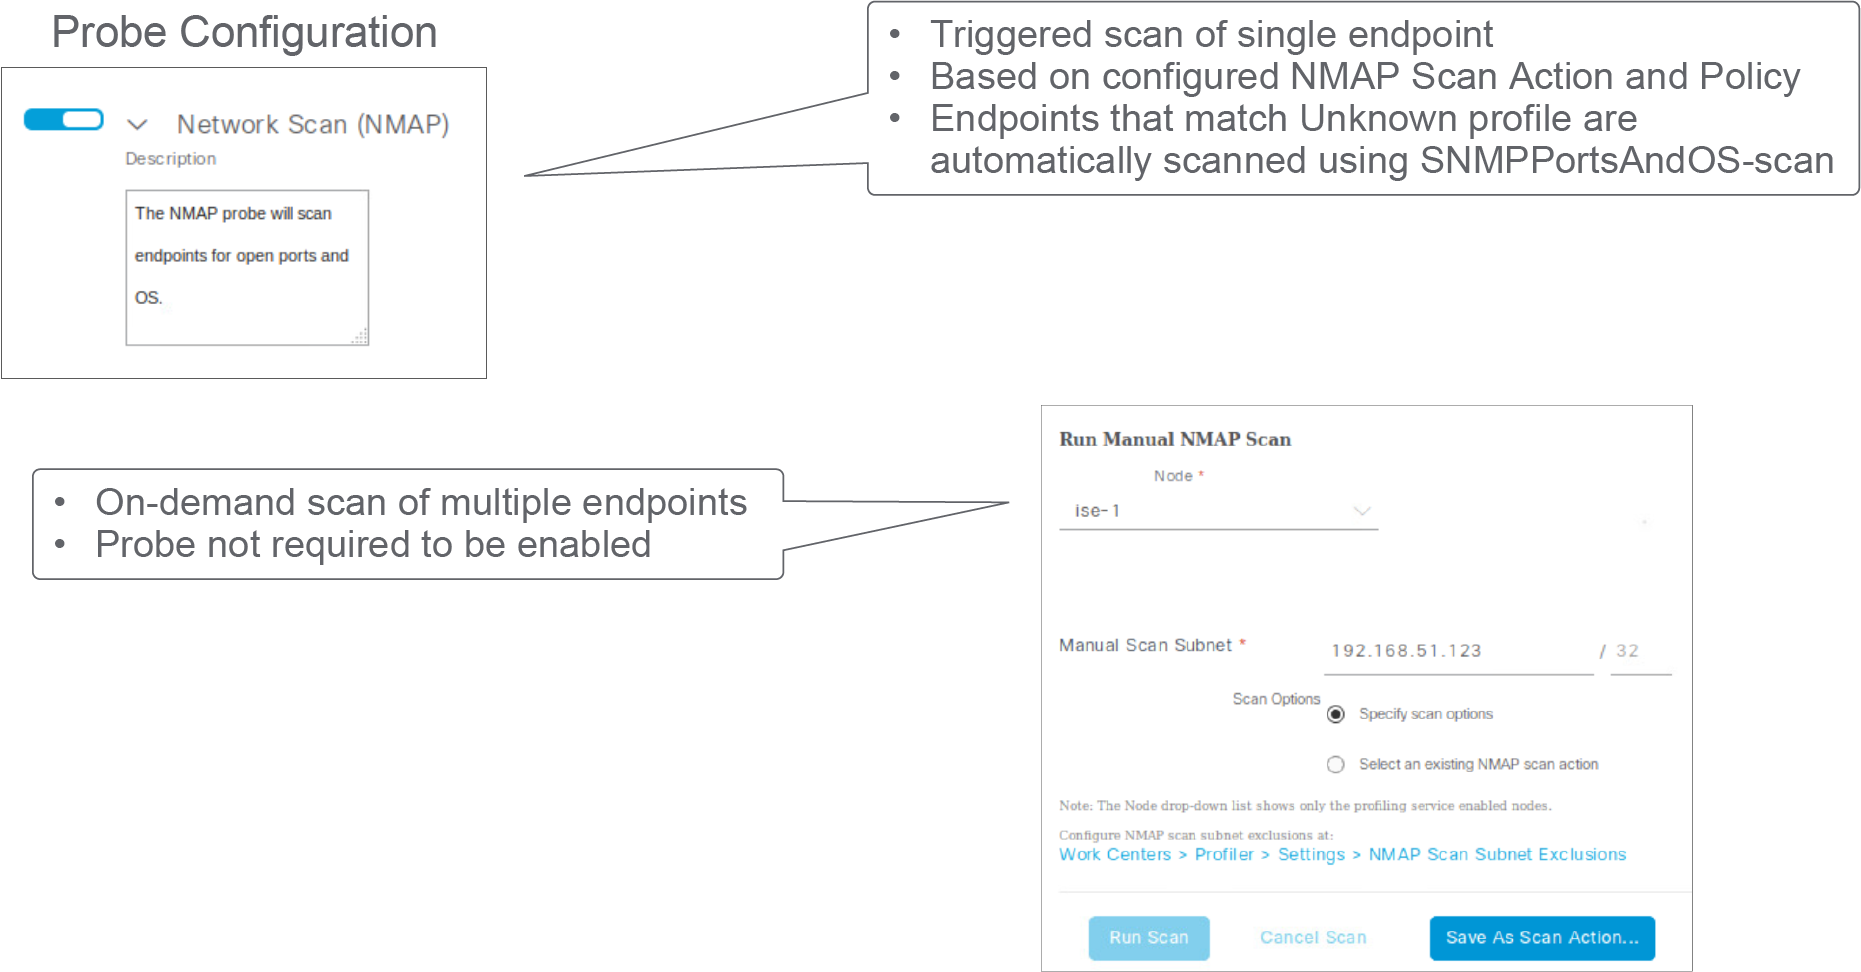 Probe Configuration
Network Scan (NMAP)
Description
The NMAP probe will scan
endpoints for open ports and
OS.
• Triggered scan of single endpoint
• Based on configured NMAP Scan Action and Policy
• Endpoints that match Unknown profile are
automatically scanned using SNMPPortsAndOS-scan
• On-demand scan of multiple endpoints
• Probe not required to be enabled
Run Manual NMAP Scan
Node *
ise-1
Manual Scan Subnet * 192.168.51.123 / 32
Scan Options
Specify scan options
Select an existing NMAP scan action
Note: The Node drop-down list shows only the profiling service enabled nodes.
Configure NMAP scan subnet exclusions at:
Work Centers > Profiler > Settings > NMAP Scan Subnet Exclusions
Run Scan Cancel Scan Save As Scan Action...